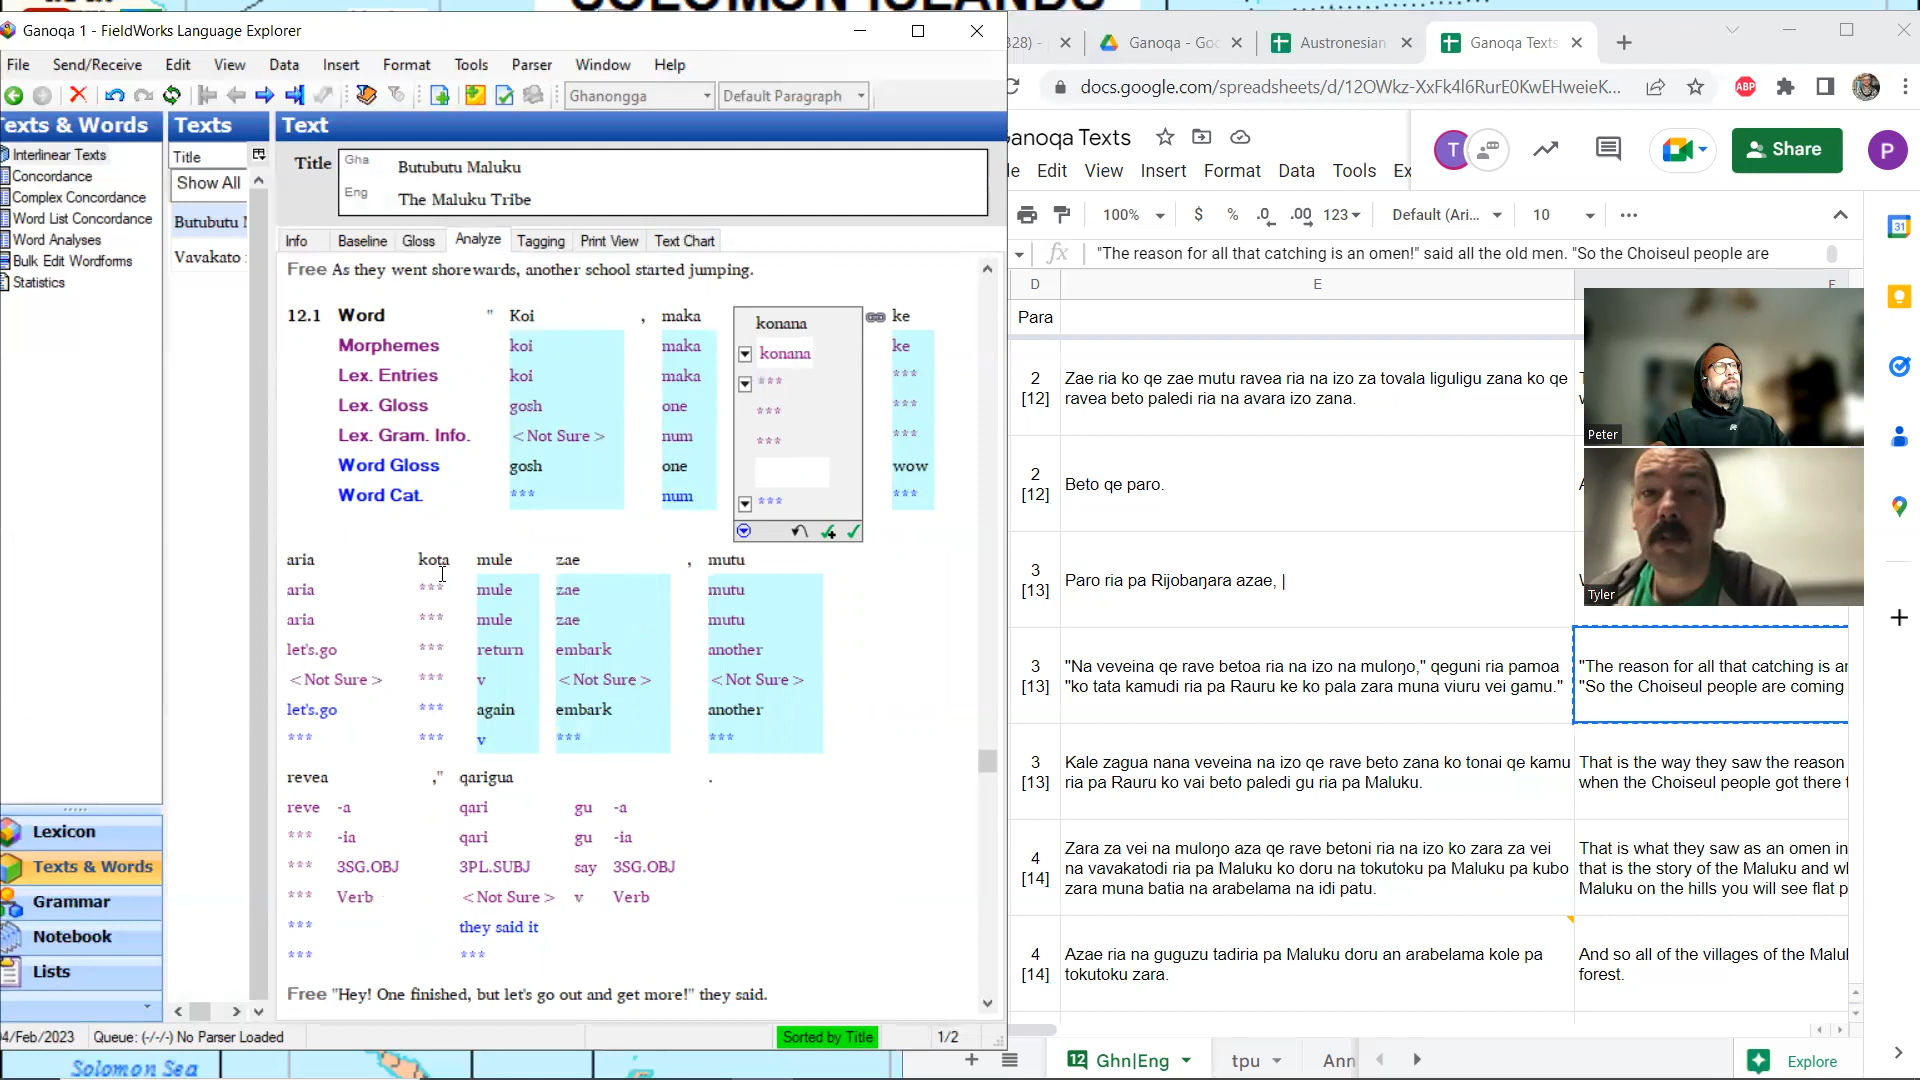 Ganoqa 1 - FieldWorks Language Explorer
File Send/Receive Edit View Data Insert Format Tools Parser Window Help
Ghanongga Default Paragraph
Texts & Words
Interlinear Texts
Concordance
Complex Concordance
Word List Concordance
Word Analyses
Bulk Edit Wordforms
Statistics
Lexicon
Texts & Words
Grammar
Notebook
Lists
Texts
Title
Show All
Butubutu
Vavakato
Text
Title Gha Butubutu Maluku
Eng The Maluku Tribe
Info Baseline Gloss Analyze Tagging Print View Text Chart
Free As they went shorewards, another school started jumping.
12.1 Word " Koi , maka konana ke
Morphemes koi maka konana ke
Lex. Entries koi maka *** ***
Lex. Gloss gosh one *** ***
Lex. Gram. Info. <Not Sure> num *** ***
Word Gloss gosh one wow
Word Cat. *** num *** ***
aria kota mule zae , mutu
aria *** mule zae mutu
aria *** mule zae mutu
let's.go *** return embark another
<Not Sure> *** v <Not Sure> <Not Sure>
let's.go *** again embark another
*** *** v *** ***
revea ," qarigua .
reve -a qari gu -a
*** -ia qari gu -ia
*** 3SG.OBJ 3PL.SUBJ say 3SG.OBJ
*** Verb <Not Sure> v Verb
*** they said it
*** ***
Free "Hey! One finished, but let's go out and get more!" they said.
04/Feb/2023 Queue: (-/-/-) No Parser Loaded Sorted by Title 1/2
Solomon Sea
SOLOMON ISLANDS
328) - Ganoqa - Goo Austronesian Ganoqa Texts
docs.google.com/spreadsheets/d/12OWkz-XxFk4l6RurE0KwEHweieK...
ABP
Ganoqa Texts
T Share P
Edit View Insert Format Data Tools Ex
100% $ % .0 .00 123 Default (Ari... 10
fx "The reason for all that catching is an omen!" said all the old men. "So the Choiseul people are
D E F
Para
2 [12] Zae ria ko qe zae mutu ravea ria na izo za tovala liguligu zana ko qe
ravea beto paledi ria na avara izo zana.
2 [12] Beto qe paro.
3 [13] Paro ria pa Rijobaŋara azae, |
3 [13] "Na veveina qe rave betoa ria na izo na muloŋo," qeguni ria pamoa
"ko tata kamudi ria pa Rauru ke ko pala zara muna viuru vei gamu."
"The reason for all that catching is ar
"So the Choiseul people are coming
3 [13] Kale zagua nana veveina na izo qe rave beto zana ko tonai qe kamu
ria pa Rauru ko vai beto paledi gu ria pa Maluku.
That is the way they saw the reason
when the Choiseul people got there t
4 [14] Zara za vei na muloŋo aza qe rave betoni ria na izo ko zara za vei
na vavakatodi ria pa Maluku ko doru na tokutoku pa Maluku pa kubo
zara muna batia na arabelama na idi patu.
That is what they saw as an omen in
that is the story of the Maluku and wh
Maluku on the hills you will see flat p
4 [14] Azae ria na guguzu tadiria pa Maluku doru an arabelama kole pa
tokutoku zara.
And so all of the villages of the Malul
forest.
Peter
Tyler
31
12 Ghn|Eng tpu Ann
Explore